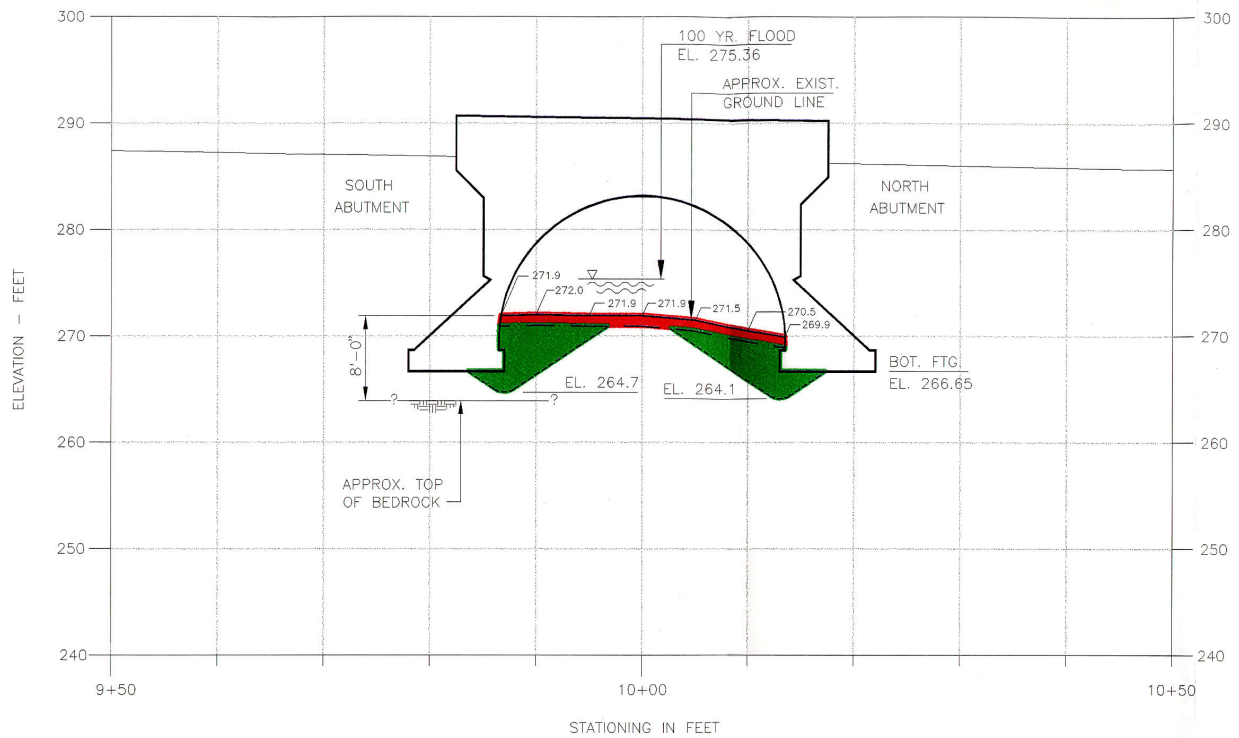 300
300
100 YR. FLOOD
EL. 275.36
APPROX. EXIST.
GROUND LINE
290
290
SOUTH
ABUTMENT
NORTH
ABUTMENT
280
280
271.9
272.0
271.9
271.9
271.5
270.5
269.9
270
270
8'-0"
BOT. FTG.
EL. 266.65
EL. 264.7
EL. 264.1
? ?
260
260
APPROX. TOP
OF BEDROCK
250
250
240
240
ELEVATION - FEET
9+50
10+00
10+50
STATIONING IN FEET